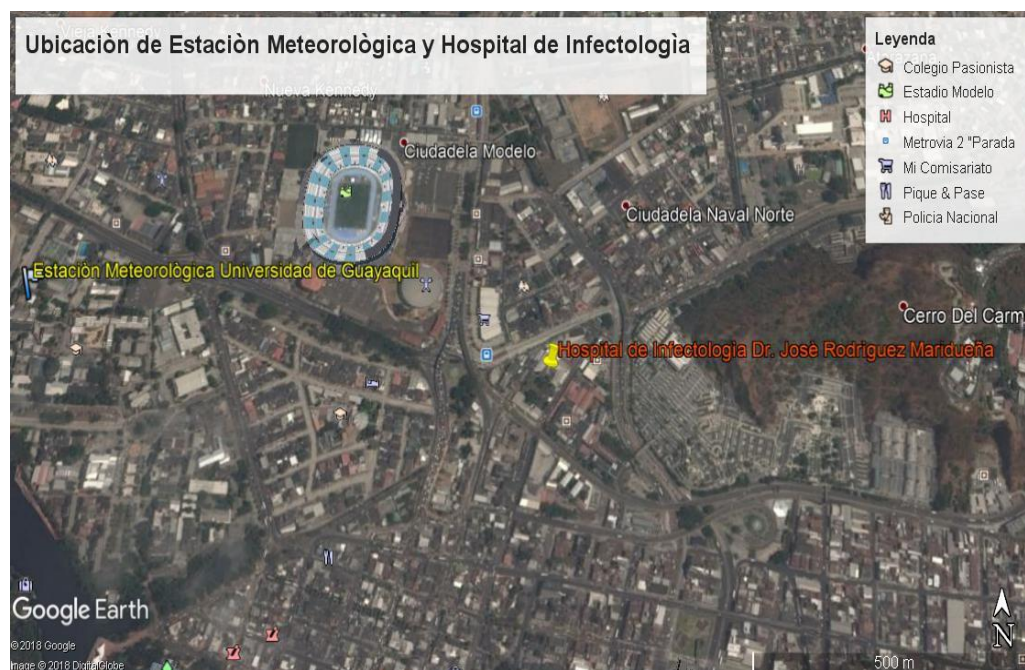 Ubicaciòn de Estaciòn Meteorològica y Hospital de Infectologìa
Nueva Kennedy
Leyenda
Colegio Pasionista
Estadio Modelo
Hospital
Metrovia 2 "Parada
Mi Comisariato
Pique & Pase
Policia Nacional
Ciudadela Modelo
Ciudadela Naval Norte
Estaciòn Meteorològica Universidad de Guayaquil
Cerro Del Carm
Hospital de Infectologìa Dr. Josè Rodriguez Maridueña
Google Earth
N
© 2018 Google
Image © 2018 DigitalGlobe
500 m